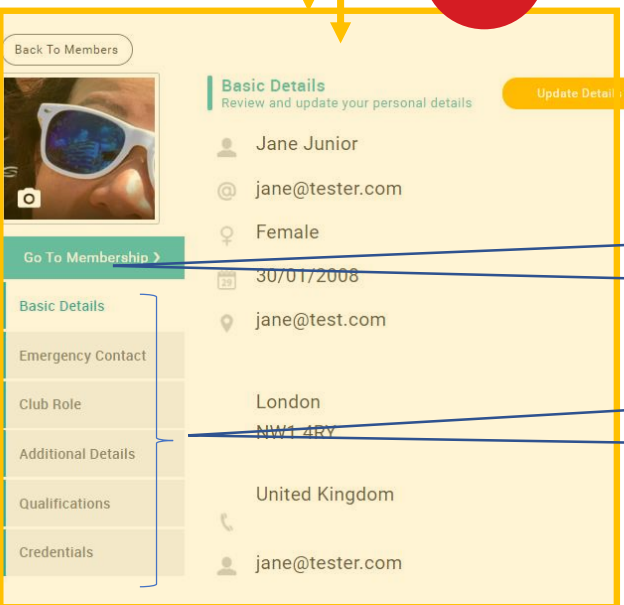 Back To Members
Basic Details
Review and update your personal details
Update Details
Jane Junior
@ jane@tester.com
Female
Go To Membership
29 30/01/2008
Basic Details
jane@test.com
Emergency Contact
Club Role
London
NW1 4RY
Additional Details
Qualifications
United Kingdom
Credentials
jane@tester.com